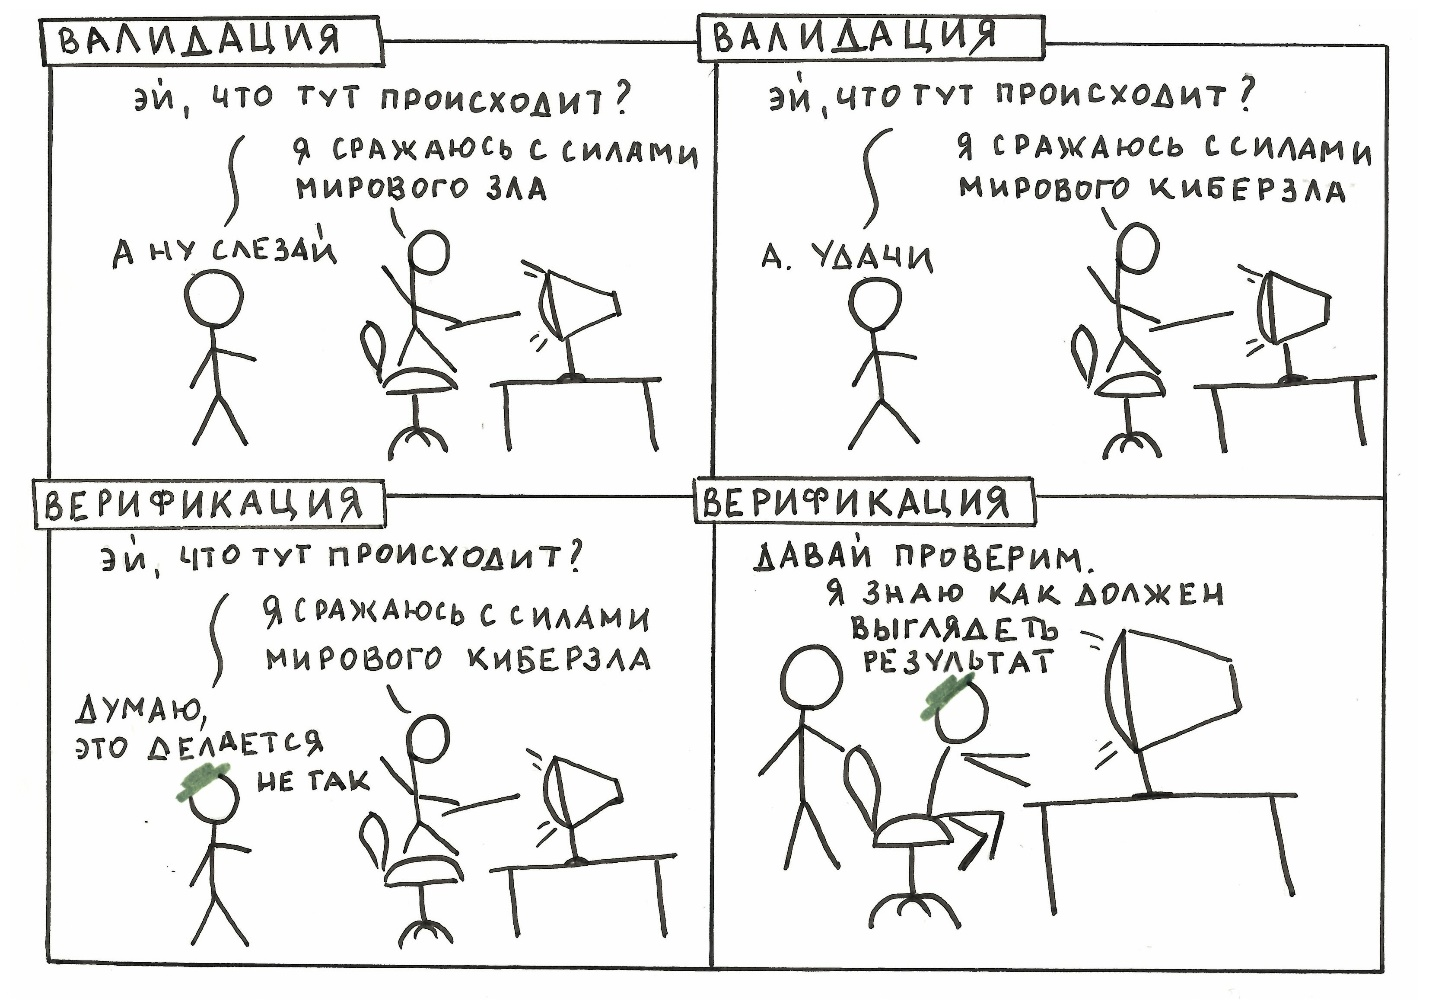 ВАЛИДАЦИЯ
ЭЙ, ЧТО ТУТ ПРОИСХОДИТ?
Я СРАЖАЮСЬ С СИЛАМИ
МИРОВОГО ЗЛА
А НУ СЛЕЗАЙ
ВАЛИДАЦИЯ
ЭЙ, ЧТО ТУТ ПРОИСХОДИТ?
Я СРАЖАЮСЬ С СИЛАМИ
МИРОВОГО КИБЕРЗЛА
А. УДАЧИ
ВЕРИФИКАЦИЯ
ЭЙ, ЧТО ТУТ ПРОИСХОДИТ?
Я СРАЖАЮСЬ С СИЛАМИ
МИРОВОГО КИБЕРЗЛА
ДУМАЮ,
ЭТО ДЕЛАЕТСЯ
НЕ ТАК
ВЕРИФИКАЦИЯ
ДАВАЙ ПРОВЕРИМ.
Я ЗНАЮ КАК ДОЛЖЕН
ВЫГЛЯДЕТЬ
РЕЗУЛЬТАТ